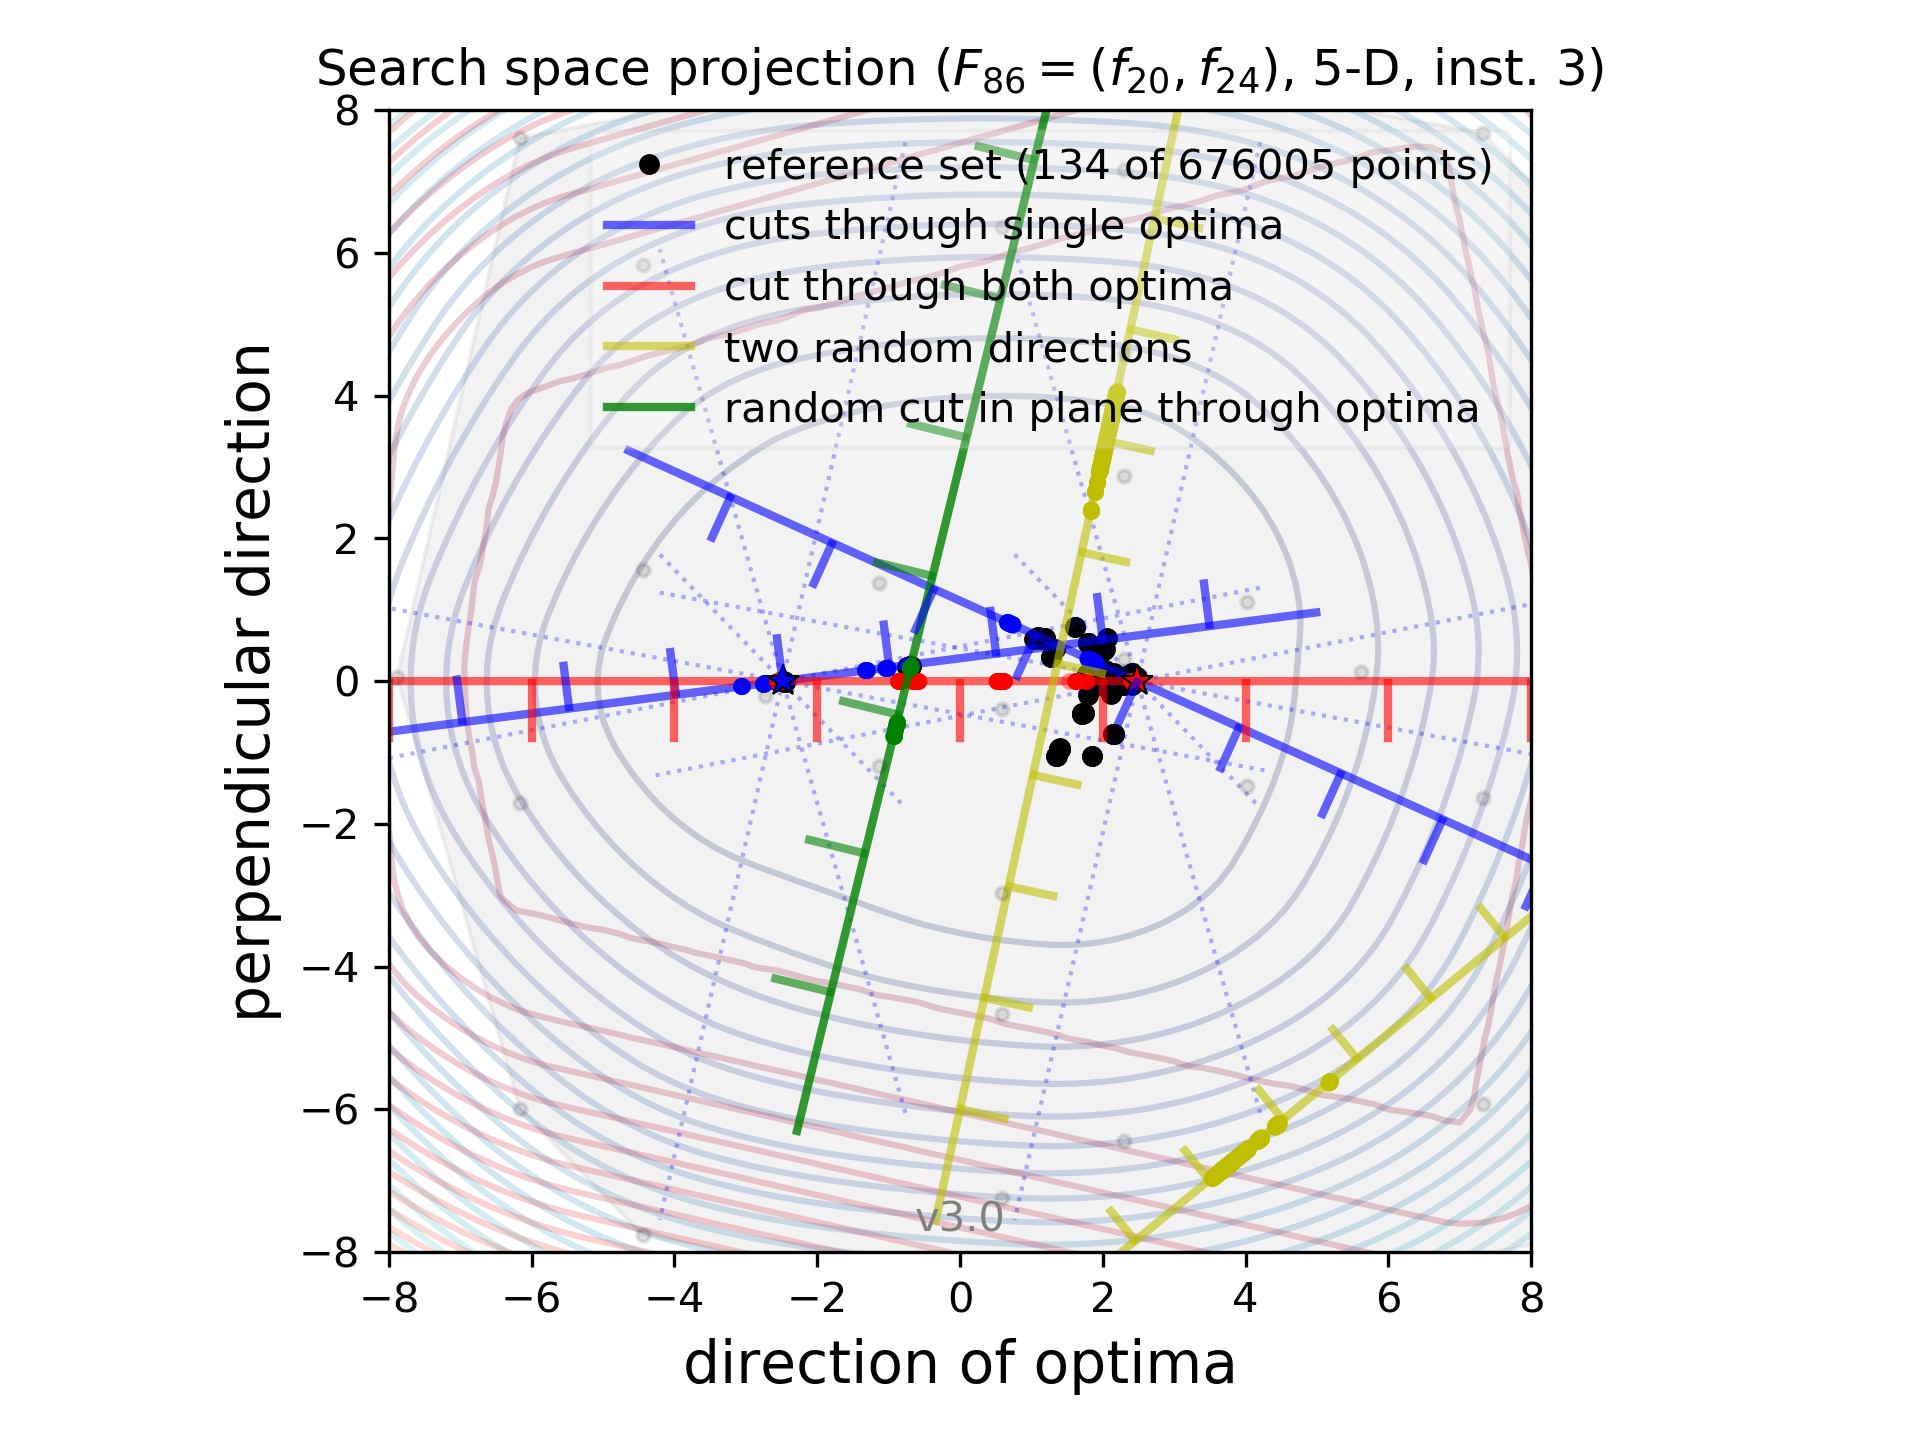 Search space projection (F₈₆ = (f₂₀, f₂₄), 5-D, inst. 3)
reference set (134 of 676005 points)
cuts through single optima
cut through both optima
two random directions
random cut in plane through optima
8
6
4
2
0
−2
−4
−6
−8
perpendicular direction
v3.0
−8 −6 −4 −2 0 2 4 6 8
direction of optima